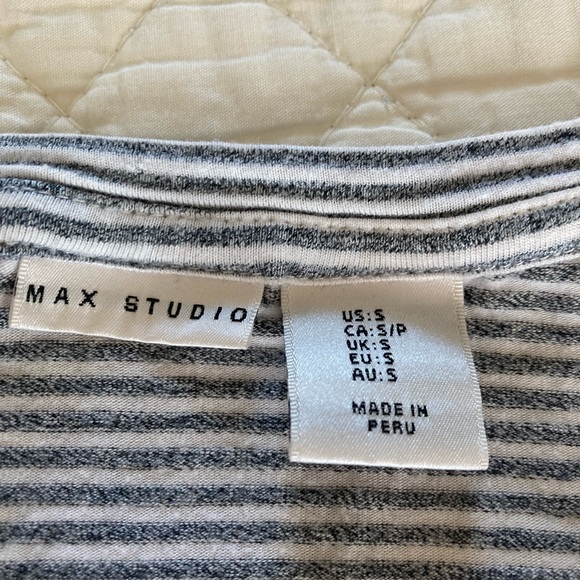 MAX STUDIO
US:S
CA:S/P
UK:S
EU:S
AU:S
MADE IN
PERU